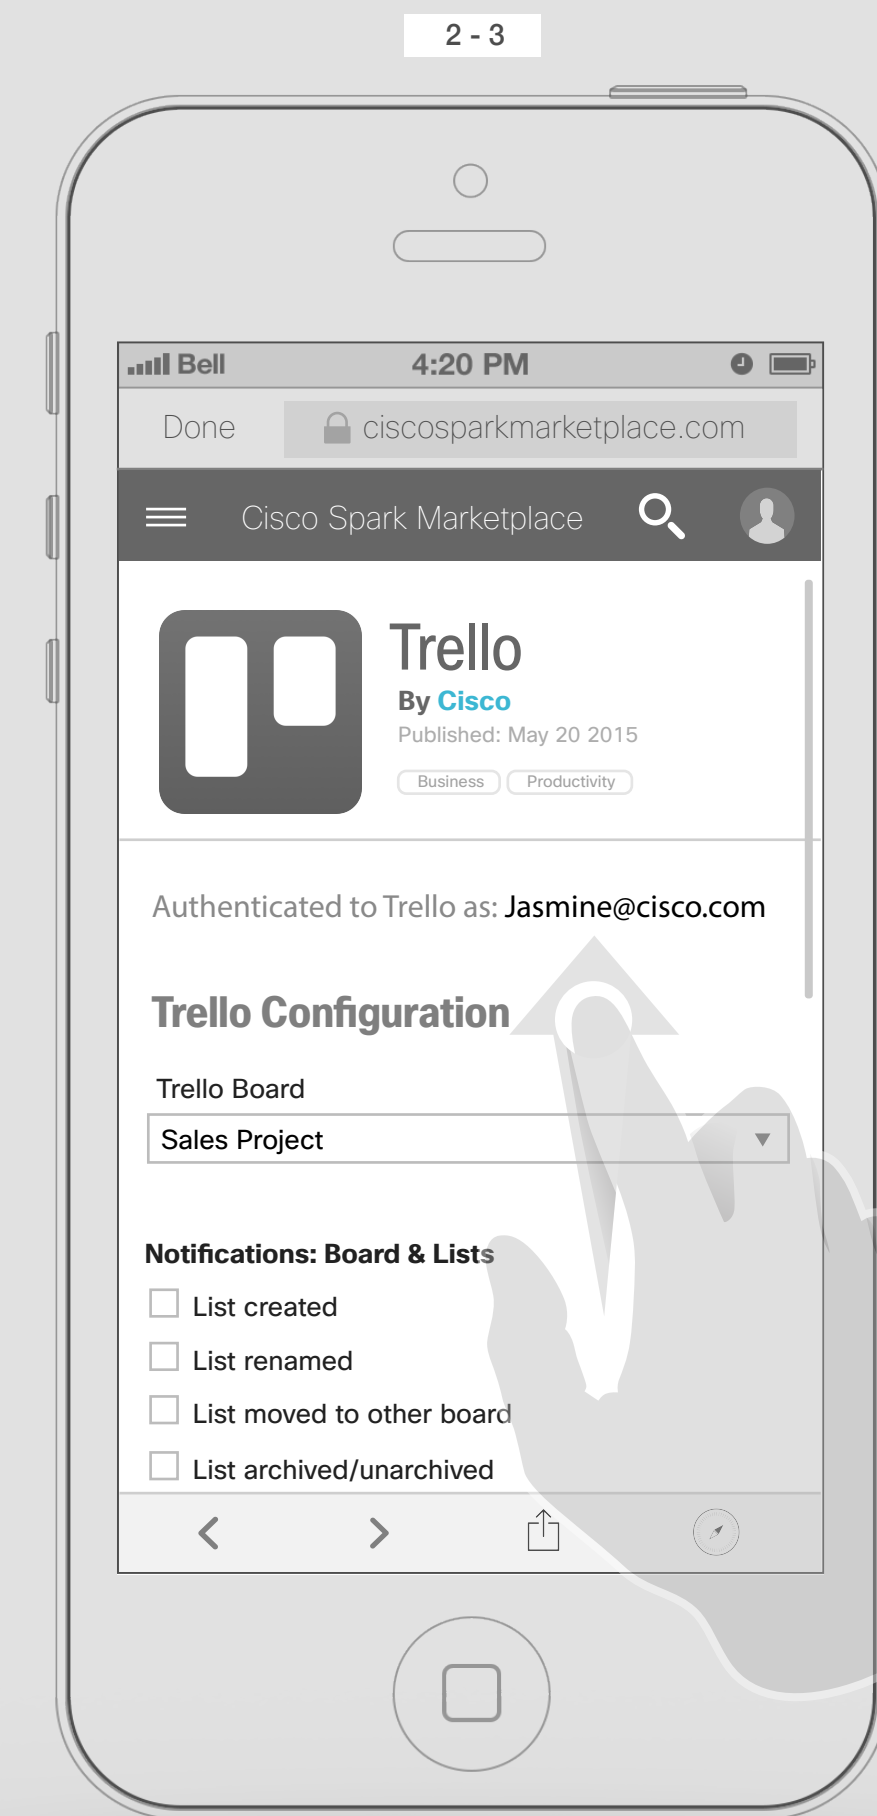 2 - 3
Bell 4:20 PM
Done ciscosparkmarketplace.com
Cisco Spark Marketplace
Trello
By Cisco
Published: May 20 2015
Business Productivity
Authenticated to Trello as: Jasmine@cisco.com
Trello Configuration
Trello Board
Sales Project
Notifications: Board & Lists
List created
List renamed
List moved to other board
List archived/unarchived